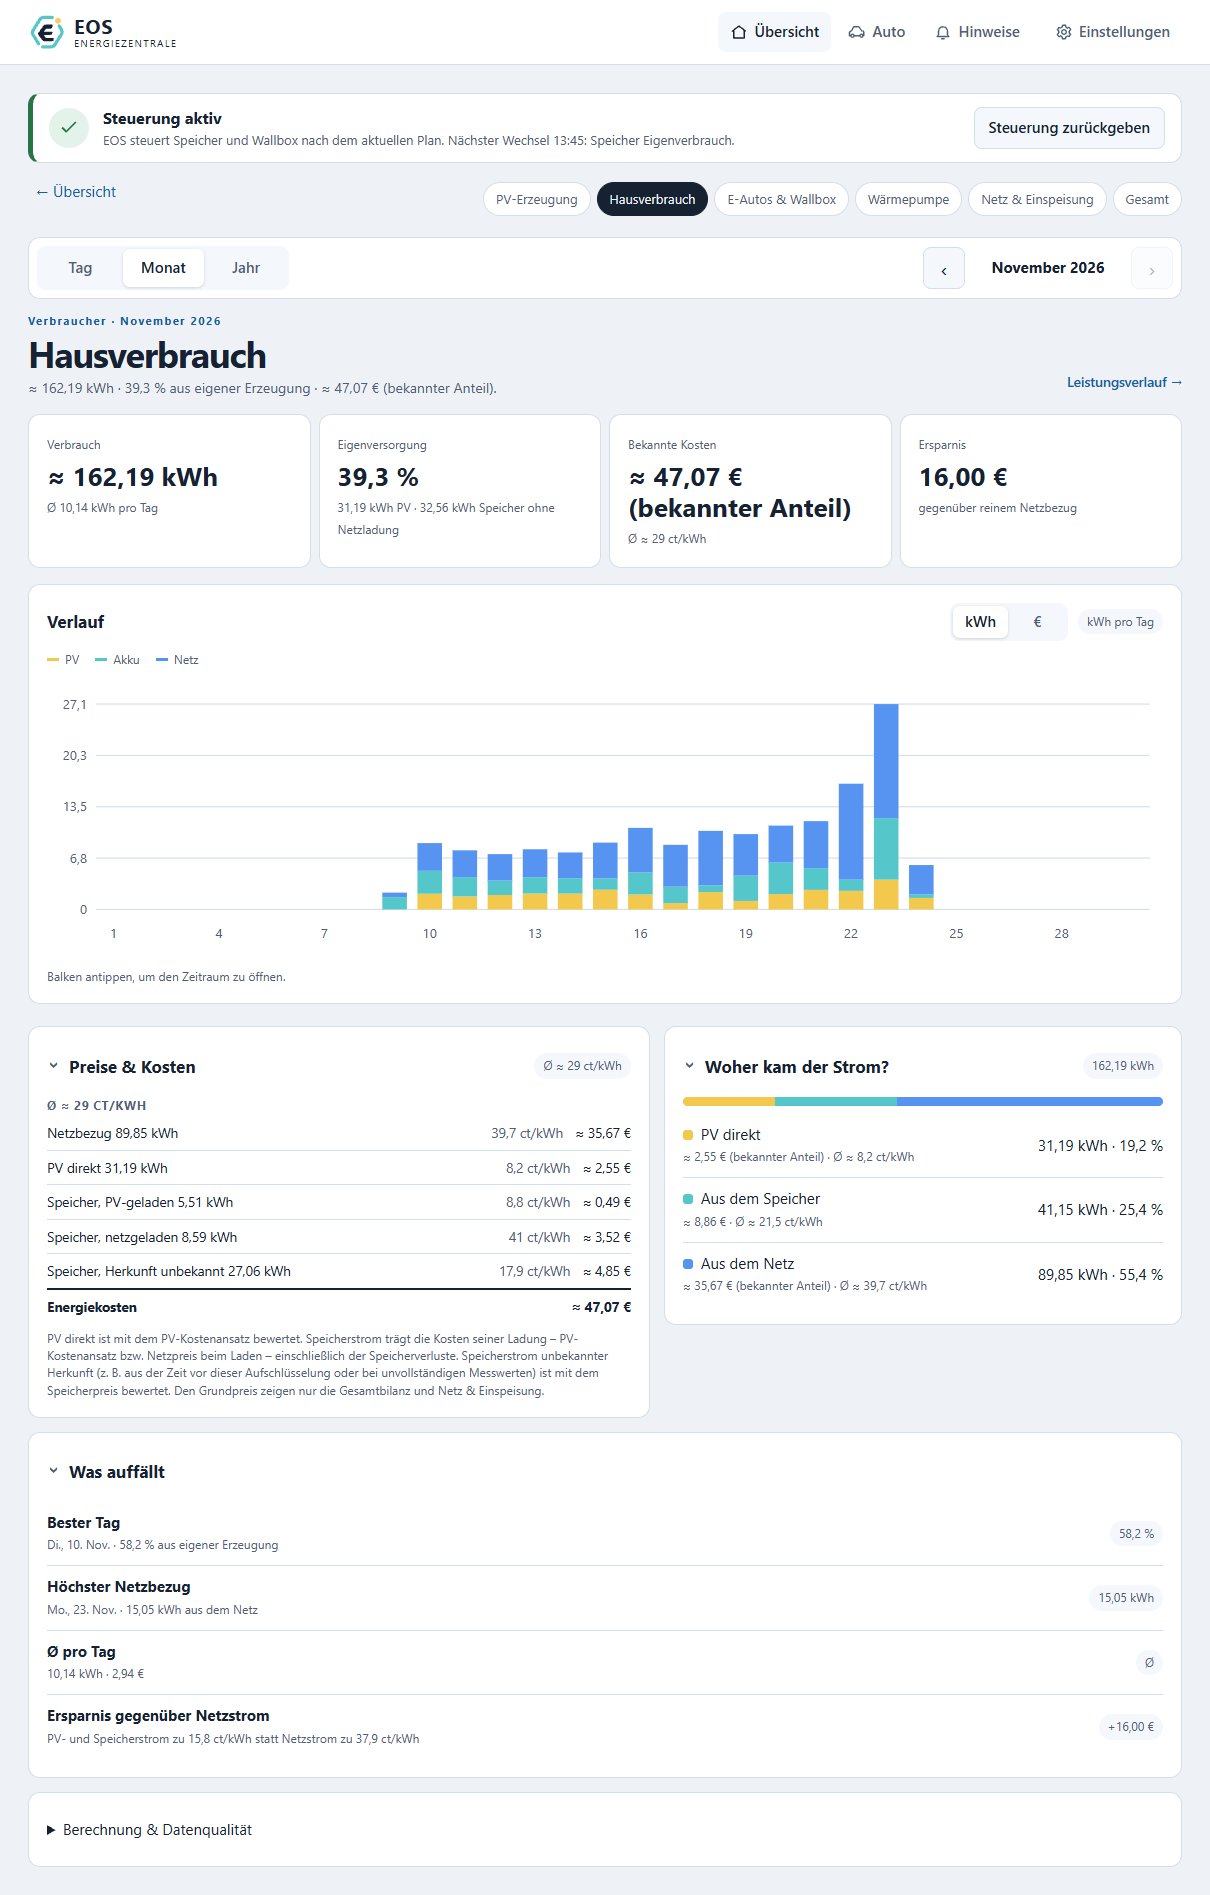 EOS
ENERGIEZENTRALE
Übersicht
Auto
Hinweise
Einstellungen
Steuerung aktiv
EOS steuert Speicher und Wallbox nach dem aktuellen Plan. Nächster Wechsel 13:45: Speicher Eigenverbrauch.
Steuerung zurückgeben
← Übersicht
PV-Erzeugung
Hausverbrauch
E-Autos & Wallbox
Wärmepumpe
Netz & Einspeisung
Gesamt
Tag
Monat
Jahr
‹
November 2026
›
Verbraucher · November 2026
Hausverbrauch
≈ 162,19 kWh · 39,3 % aus eigener Erzeugung · ≈ 47,07 € (bekannter Anteil).
Leistungsverlauf →
Verbrauch
≈ 162,19 kWh
Ø 10,14 kWh pro Tag
Eigenversorgung
39,3 %
31,19 kWh PV · 32,56 kWh Speicher ohne
Netzladung
Bekannte Kosten
≈ 47,07 €
(bekannter Anteil)
Ø ≈ 29 ct/kWh
Ersparnis
16,00 €
gegenüber reinem Netzbezug
Verlauf
kWh
€
kWh pro Tag
PV
Akku
Netz
27,1
20,3
13,5
6,8
0
1
4
7
10
13
16
19
22
25
28
Balken antippen, um den Zeitraum zu öffnen.
Preise & Kosten
Ø ≈ 29 ct/kWh
Ø ≈ 29 CT/KWH
Netzbezug 89,85 kWh 39,7 ct/kWh ≈ 35,67 €
PV direkt 31,19 kWh 8,2 ct/kWh ≈ 2,55 €
Speicher, PV-geladen 5,51 kWh 8,8 ct/kWh ≈ 0,49 €
Speicher, netzgeladen 8,59 kWh 41 ct/kWh ≈ 3,52 €
Speicher, Herkunft unbekannt 27,06 kWh 17,9 ct/kWh ≈ 4,85 €
Energiekosten ≈ 47,07 €
PV direkt ist mit dem PV-Kostenansatz bewertet. Speicherstrom trägt die Kosten seiner Ladung – PV-
Kostenansatz bzw. Netzpreis beim Laden – einschließlich der Speicherverluste. Speicherstrom unbekannter
Herkunft (z. B. aus der Zeit vor dieser Aufschlüsselung oder bei unvollständigen Messwerten) ist mit dem
Speicherpreis bewertet. Den Grundpreis zeigen nur die Gesamtbilanz und Netz & Einspeisung.
Woher kam der Strom?
162,19 kWh
PV direkt
≈ 2,55 € (bekannter Anteil) · Ø ≈ 8,2 ct/kWh
31,19 kWh · 19,2 %
Aus dem Speicher
≈ 8,86 € · Ø ≈ 21,5 ct/kWh
41,15 kWh · 25,4 %
Aus dem Netz
≈ 35,67 € (bekannter Anteil) · Ø ≈ 39,7 ct/kWh
89,85 kWh · 55,4 %
Was auffällt
Bester Tag
Di., 10. Nov. · 58,2 % aus eigener Erzeugung
58,2 %
Höchster Netzbezug
Mo., 23. Nov. · 15,05 kWh aus dem Netz
15,05 kWh
Ø pro Tag
10,14 kWh · 2,94 €
Ø
Ersparnis gegenüber Netzstrom
PV- und Speicherstrom zu 15,8 ct/kWh statt Netzstrom zu 37,9 ct/kWh
+16,00 €
Berechnung & Datenqualität